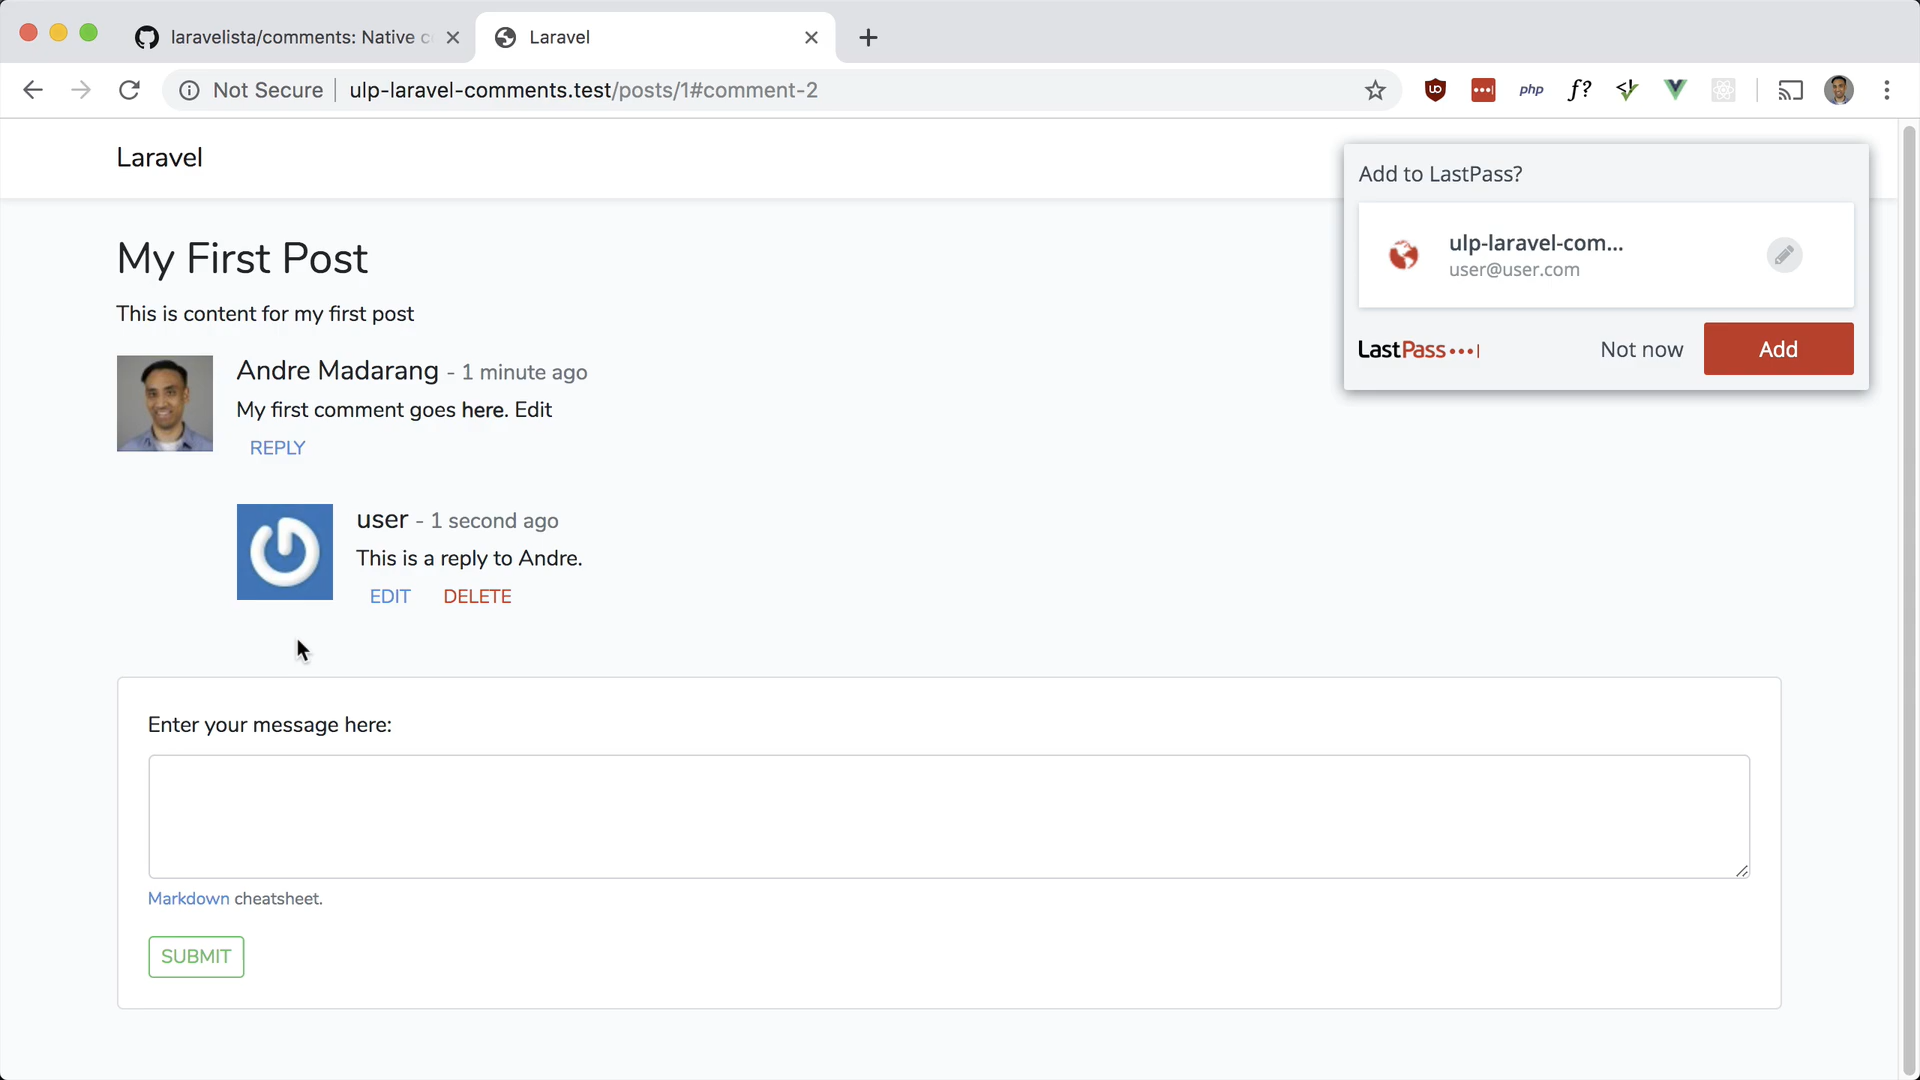 laravelista/comments: Native c
Laravel
Not Secure
ulp-laravel-comments.test/posts/1#comment-2
php
f?
Laravel
Add to LastPass?
ulp-laravel-com...
user@user.com
LastPass
Not now
Add
My First Post
This is content for my first post
Andre Madarang - 1 minute ago
My first comment goes here. Edit
REPLY
user - 1 second ago
This is a reply to Andre.
EDIT DELETE
Enter your message here:
Markdown cheatsheet.
SUBMIT